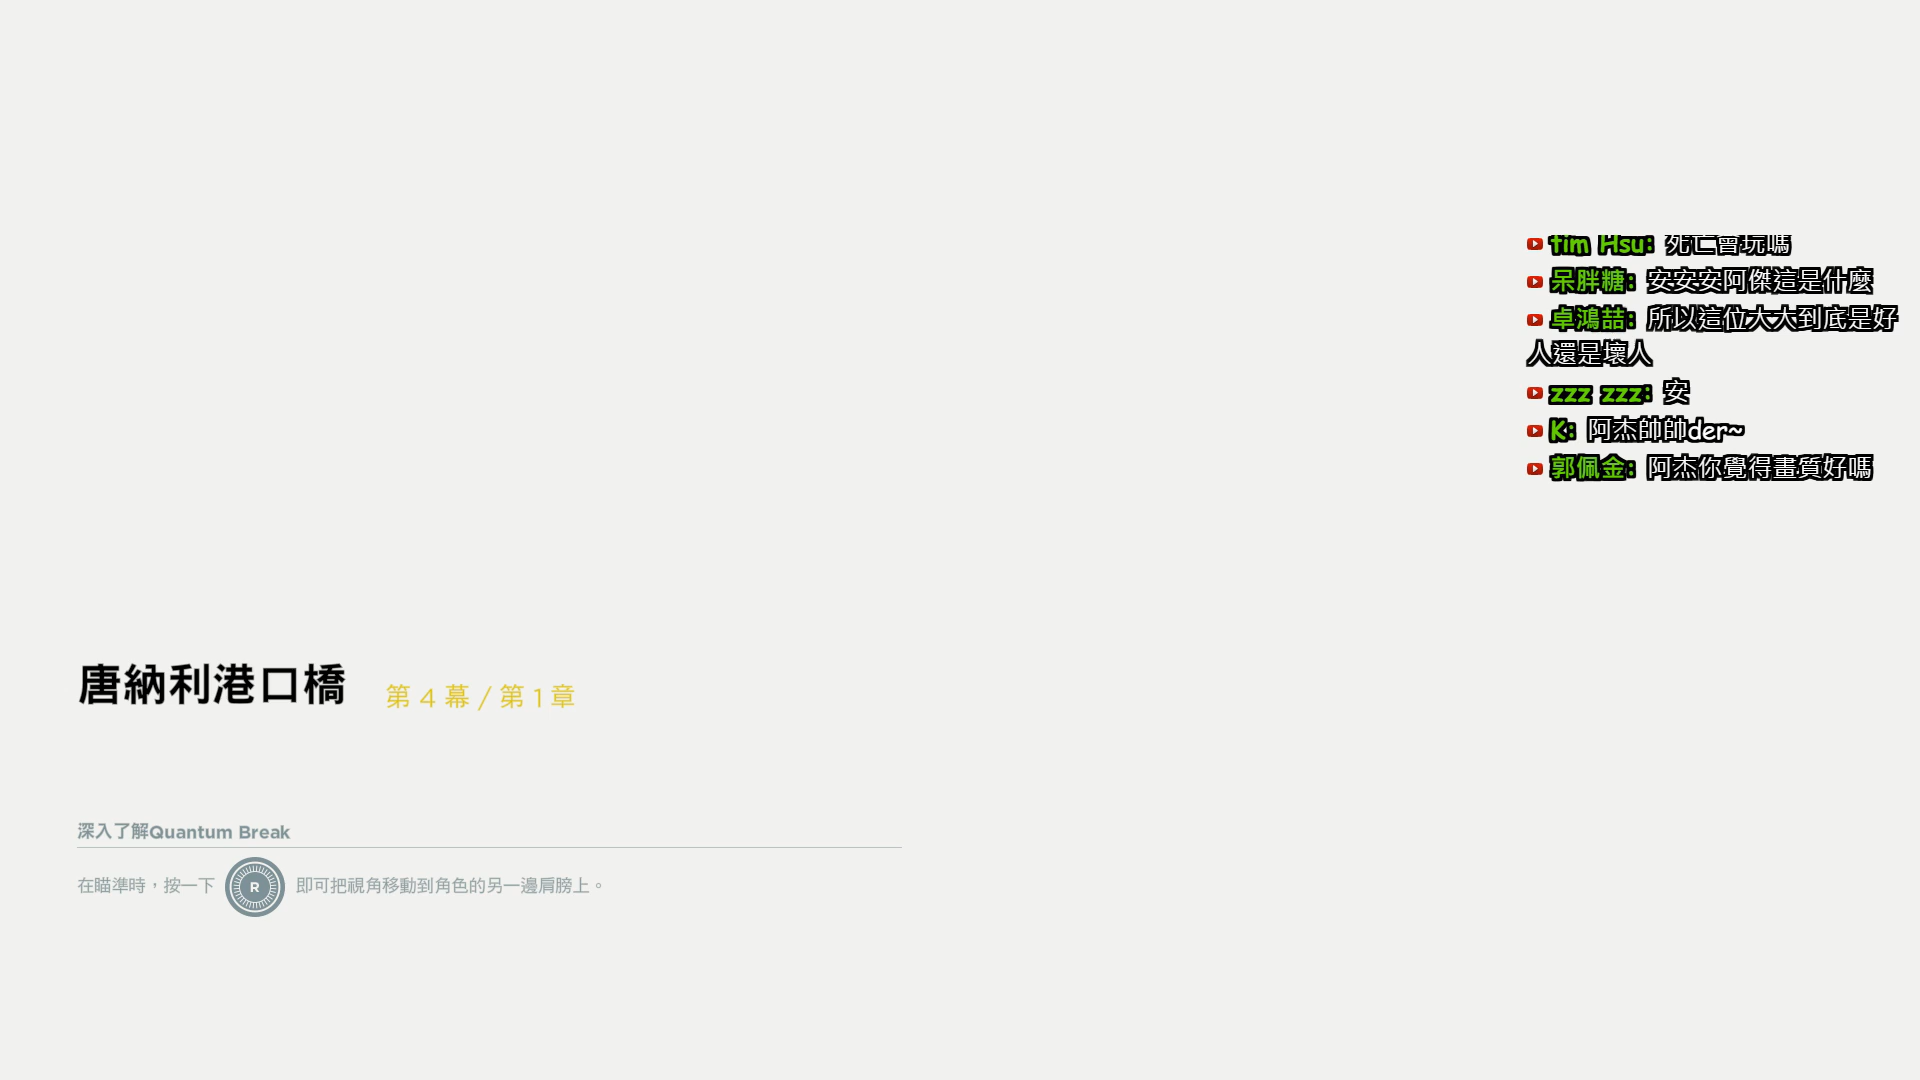 tim Hsu: 死亡會玩嗎
呆胖糖: 安安安阿傑這是什麼
卓鴻喆: 所以這位大大到底是好
人還是壞人
zzz zzz: 安
K: 阿杰帥帥der~
郭佩金: 阿杰你覺得畫質好嗎
唐納利港口橋 第 4 幕 / 第 1 章
深入了解Quantum Break
在瞄準時，按一下 R 即可把視角移動到角色的另一邊肩膀上。